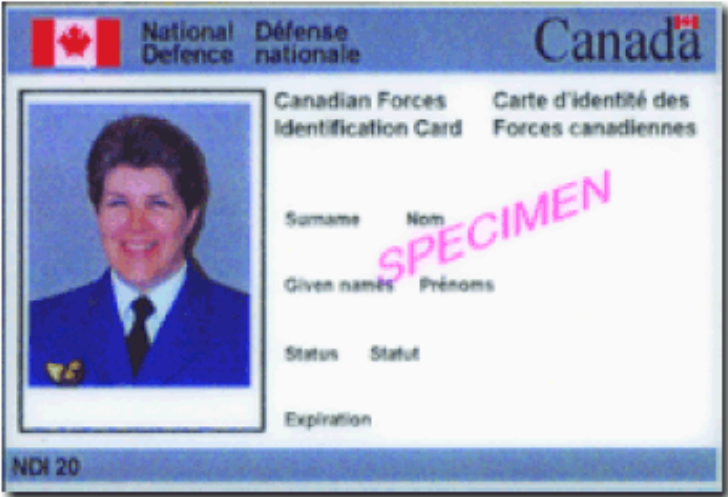 National Défense
Defence nationale
Canada
Canadian Forces Carte d'identité des
Identification Card Forces canadiennes
SPECIMEN
Surname Nom
Given names Prénoms
Status Statut
Expiration
NDI 20